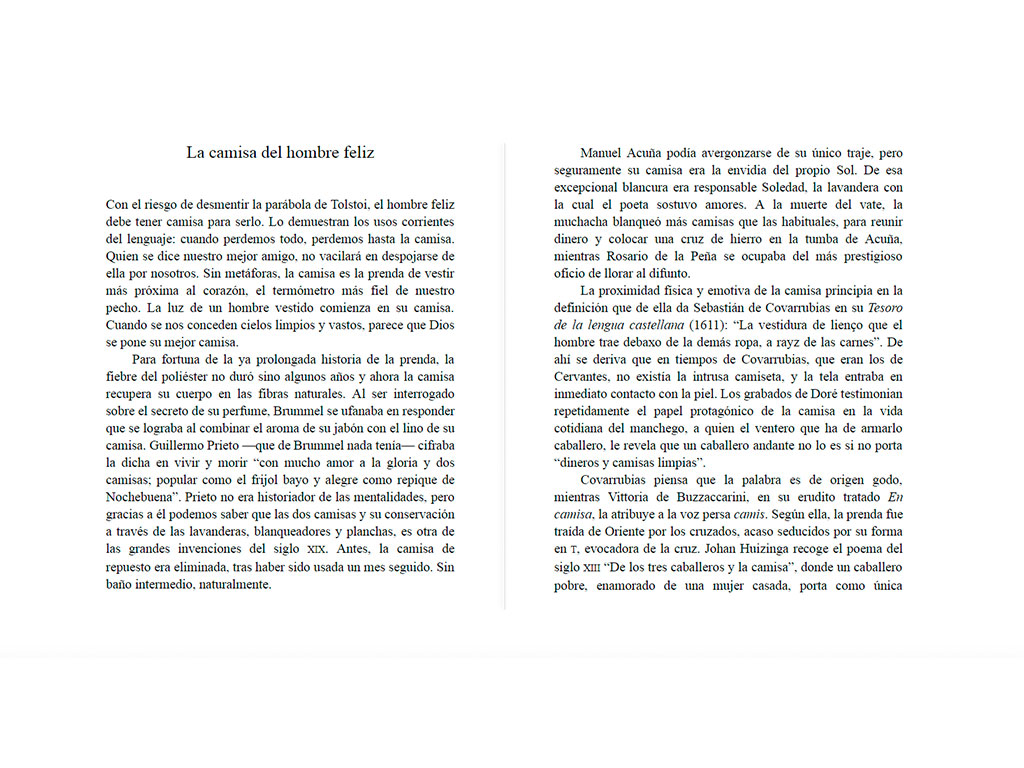 La camisa del hombre feliz
Con el riesgo de desmentir la parábola de Tolstoi, el hombre feliz
debe tener camisa para serlo. Lo demuestran los usos corrientes
del lenguaje: cuando perdemos todo, perdemos hasta la camisa.
Quien se dice nuestro mejor amigo, no vacilará en despojarse de
ella por nosotros. Sin metáforas, la camisa es la prenda de vestir
más próxima al corazón, el termómetro más fiel de nuestro
pecho. La luz de un hombre vestido comienza en su camisa.
Cuando se nos conceden cielos limpios y vastos, parece que Dios
se pone su mejor camisa.
Para fortuna de la ya prolongada historia de la prenda, la
fiebre del poliéster no duró sino algunos años y ahora la camisa
recupera su cuerpo en las fibras naturales. Al ser interrogado
sobre el secreto de su perfume, Brummel se ufanaba en responder
que se lograba al combinar el aroma de su jabón con el lino de su
camisa. Guillermo Prieto —que de Brummel nada tenía— cifraba
la dicha en vivir y morir “con mucho amor a la gloria y dos
camisas; popular como el frijol bayo y alegre como repique de
Nochebuena”. Prieto no era historiador de las mentalidades, pero
gracias a él podemos saber que las dos camisas y su conservación
a través de las lavanderas, blanqueadores y planchas, es otra de
las grandes invenciones del siglo XIX. Antes, la camisa de
repuesto era eliminada, tras haber sido usada un mes seguido. Sin
baño intermedio, naturalmente.
Manuel Acuña podía avergonzarse de su único traje, pero
seguramente su camisa era la envidia del propio Sol. De esa
excepcional blancura era responsable Soledad, la lavandera con
la cual el poeta sostuvo amores. A la muerte del vate, la
muchacha blanqueó más camisas que las habituales, para reunir
dinero y colocar una cruz de hierro en la tumba de Acuña,
mientras Rosario de la Peña se ocupaba del más prestigioso
oficio de llorar al difunto.
La proximidad física y emotiva de la camisa principia en la
definición que de ella da Sebastián de Covarrubias en su Tesoro
de la lengua castellana (1611): “La vestidura de lienço que el
hombre trae debaxo de la demás ropa, a rayz de las carnes”. De
ahí se deriva que en tiempos de Covarrubias, que eran los de
Cervantes, no existía la intrusa camiseta, y la tela entraba en
inmediato contacto con la piel. Los grabados de Doré testimonian
repetidamente el papel protagónico de la camisa en la vida
cotidiana del manchego, a quien el ventero que ha de armarlo
caballero, le revela que un caballero andante no lo es si no porta
“dineros y camisas limpias”.
Covarrubias piensa que la palabra es de origen godo,
mientras Vittoria de Buzzaccarini, en su erudito tratado En
camisa, la atribuye a la voz persa camis. Según ella, la prenda fue
traída de Oriente por los cruzados, acaso seducidos por su forma
en T, evocadora de la cruz. Johan Huizinga recoge el poema del
siglo XIII “De los tres caballeros y la camisa”, donde un caballero
pobre, enamorado de una mujer casada, porta como única